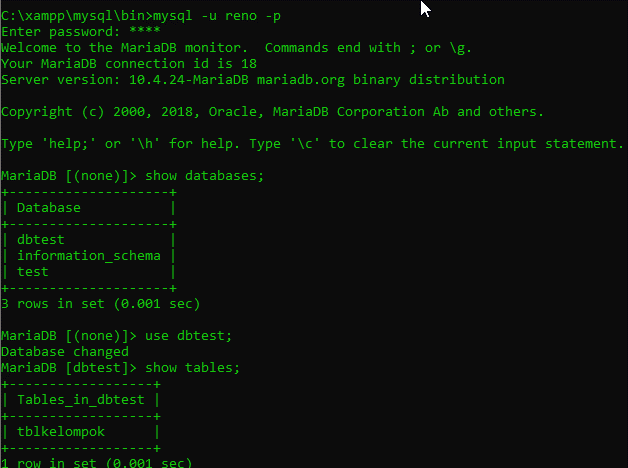 C:\xampp\mysql\bin>mysql -u reno -p
Enter password: ****
Welcome to the MariaDB monitor.  Commands end with ; or \g.
Your MariaDB connection id is 18
Server version: 10.4.24-MariaDB mariadb.org binary distribution

Copyright (c) 2000, 2018, Oracle, MariaDB Corporation Ab and others.

Type 'help;' or '\h' for help. Type '\c' to clear the current input statement.

MariaDB [(none)]> show databases;
+--------------------+
| Database           |
+--------------------+
| dbtest             |
| information_schema |
| test               |
+--------------------+
3 rows in set (0.001 sec)

MariaDB [(none)]> use dbtest;
Database changed
MariaDB [dbtest]> show tables;
+------------------+
| Tables_in_dbtest |
+------------------+
| tblkelompok      |
+------------------+
1 row in set (0.001 sec)